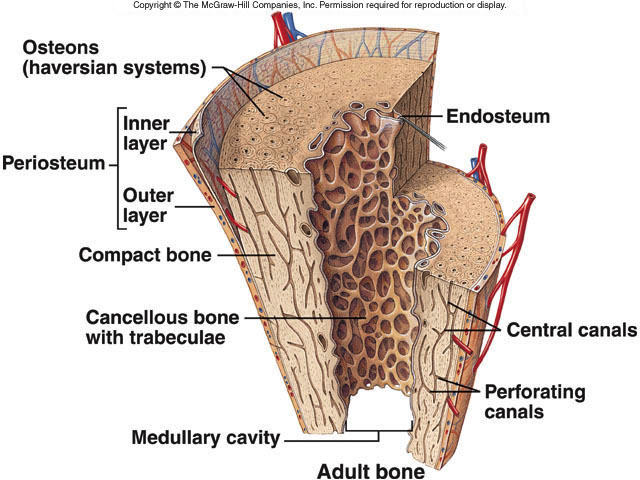 Copyright © The McGraw-Hill Companies, Inc. Permission required for reproduction or display.
Osteons
(haversian systems)
Inner
layer
Periosteum
Outer
layer
Compact bone
Cancellous bone
with trabeculae
Medullary cavity
Endosteum
Central canals
Perforating
canals
Adult bone